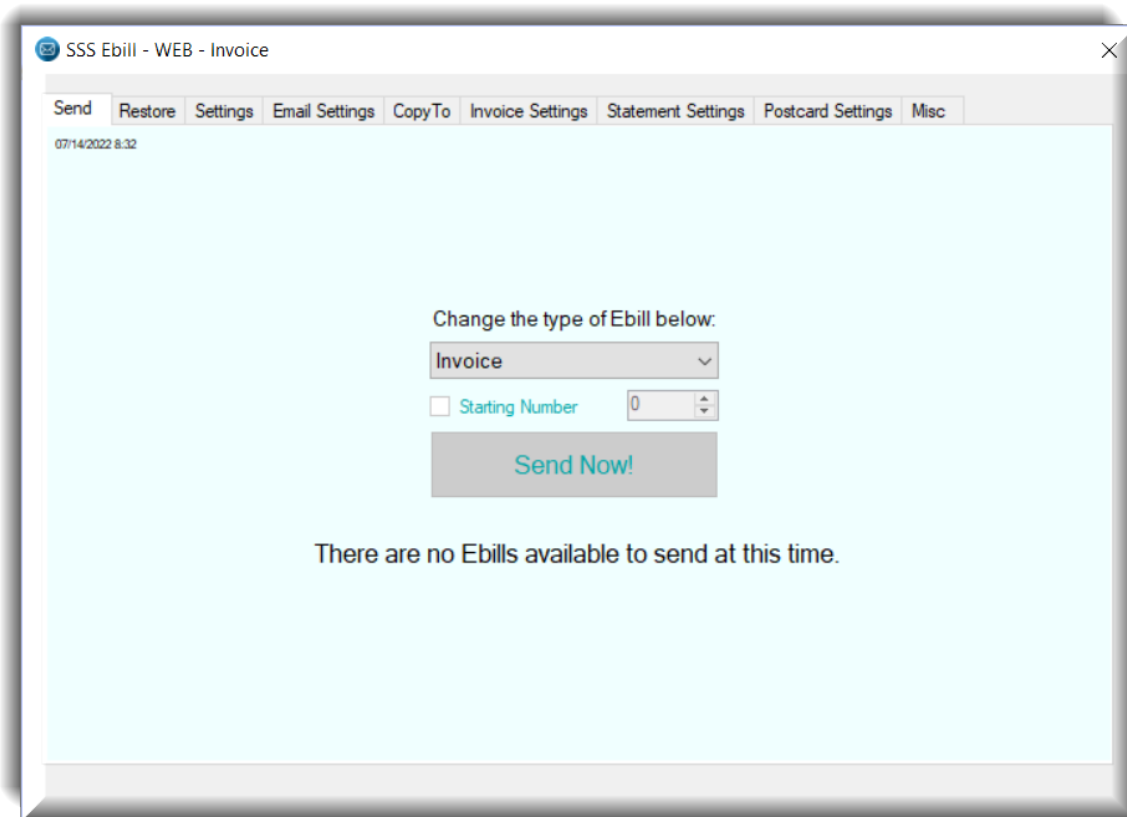 SSS Ebill - WEB - Invoice
Send Restore Settings Email Settings CopyTo Invoice Settings Statement Settings Postcard Settings Misc
07/14/2022 8:32
Change the type of Ebill below:
Invoice
Starting Number 0
Send Now!
There are no Ebills available to send at this time.